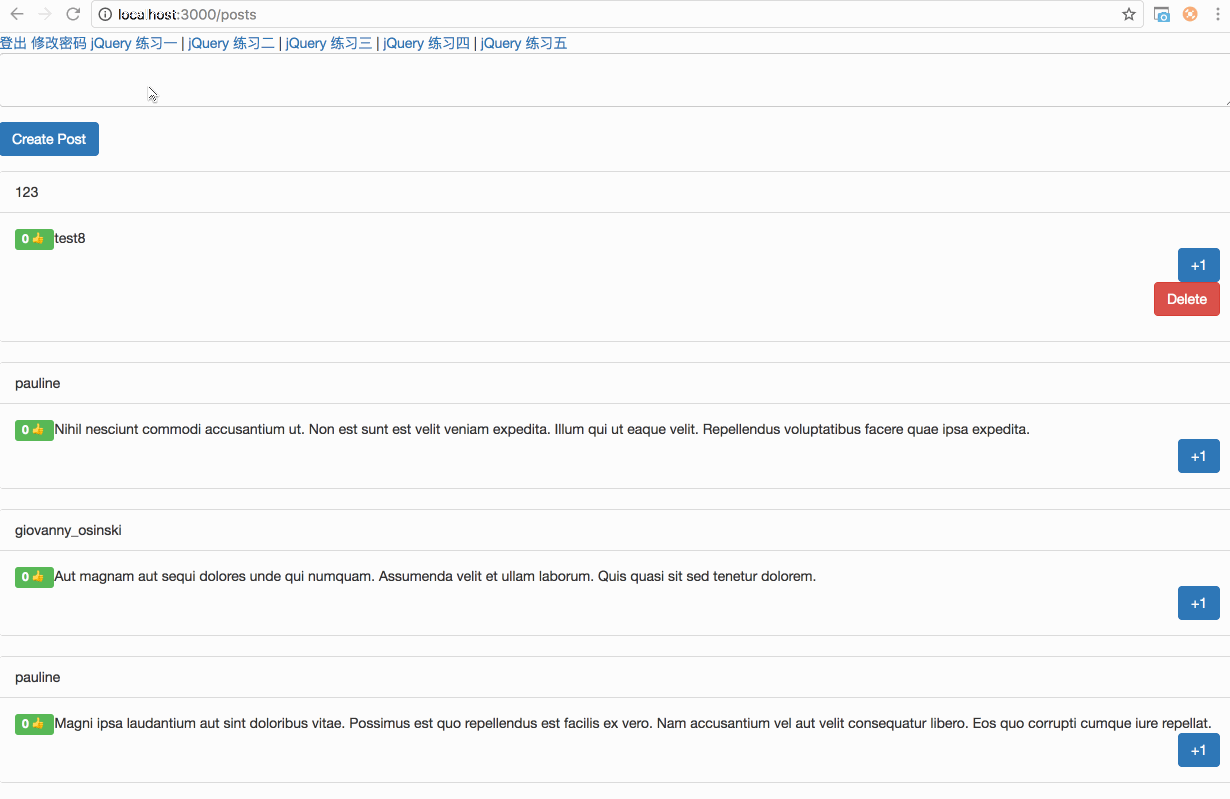 localhost:3000/posts
登出 修改密码 jQuery 练习一 | jQuery 练习二 | jQuery 练习三 | jQuery 练习四 | jQuery 练习五
Create Post
123
0 👍 test8
+1
Delete
pauline
0 👍 Nihil nesciunt commodi accusantium ut. Non est sunt est velit veniam expedita. Illum qui ut eaque velit. Repellendus voluptatibus facere quae ipsa expedita.
+1
giovanny_osinski
0 👍 Aut magnam aut sequi dolores unde qui numquam. Assumenda velit et ullam laborum. Quis quasi sit sed tenetur dolorem.
+1
pauline
0 👍 Magni ipsa laudantium aut sint doloribus vitae. Possimus est quo repellendus est facilis ex vero. Nam accusantium vel aut velit consequatur libero. Eos quo corrupti cumque iure repellat.
+1